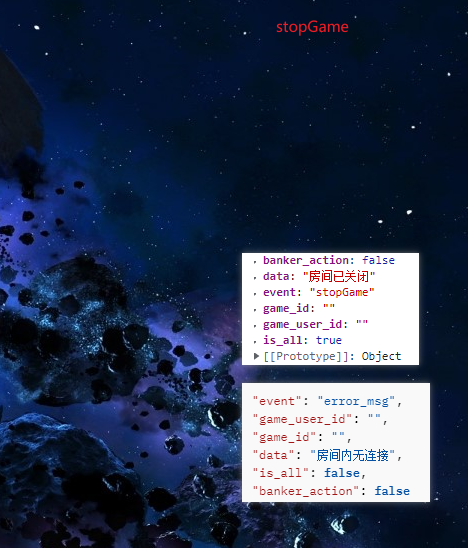 stopGame
banker_action: false
data: "房间已关闭"
event: "stopGame"
game_id: ""
game_user_id: ""
is_all: true
[[Prototype]]: Object
"event": "error_msg",
"game_user_id": "",
"game_id": "",
"data": "房间内无连接",
"is_all": false,
"banker_action": false